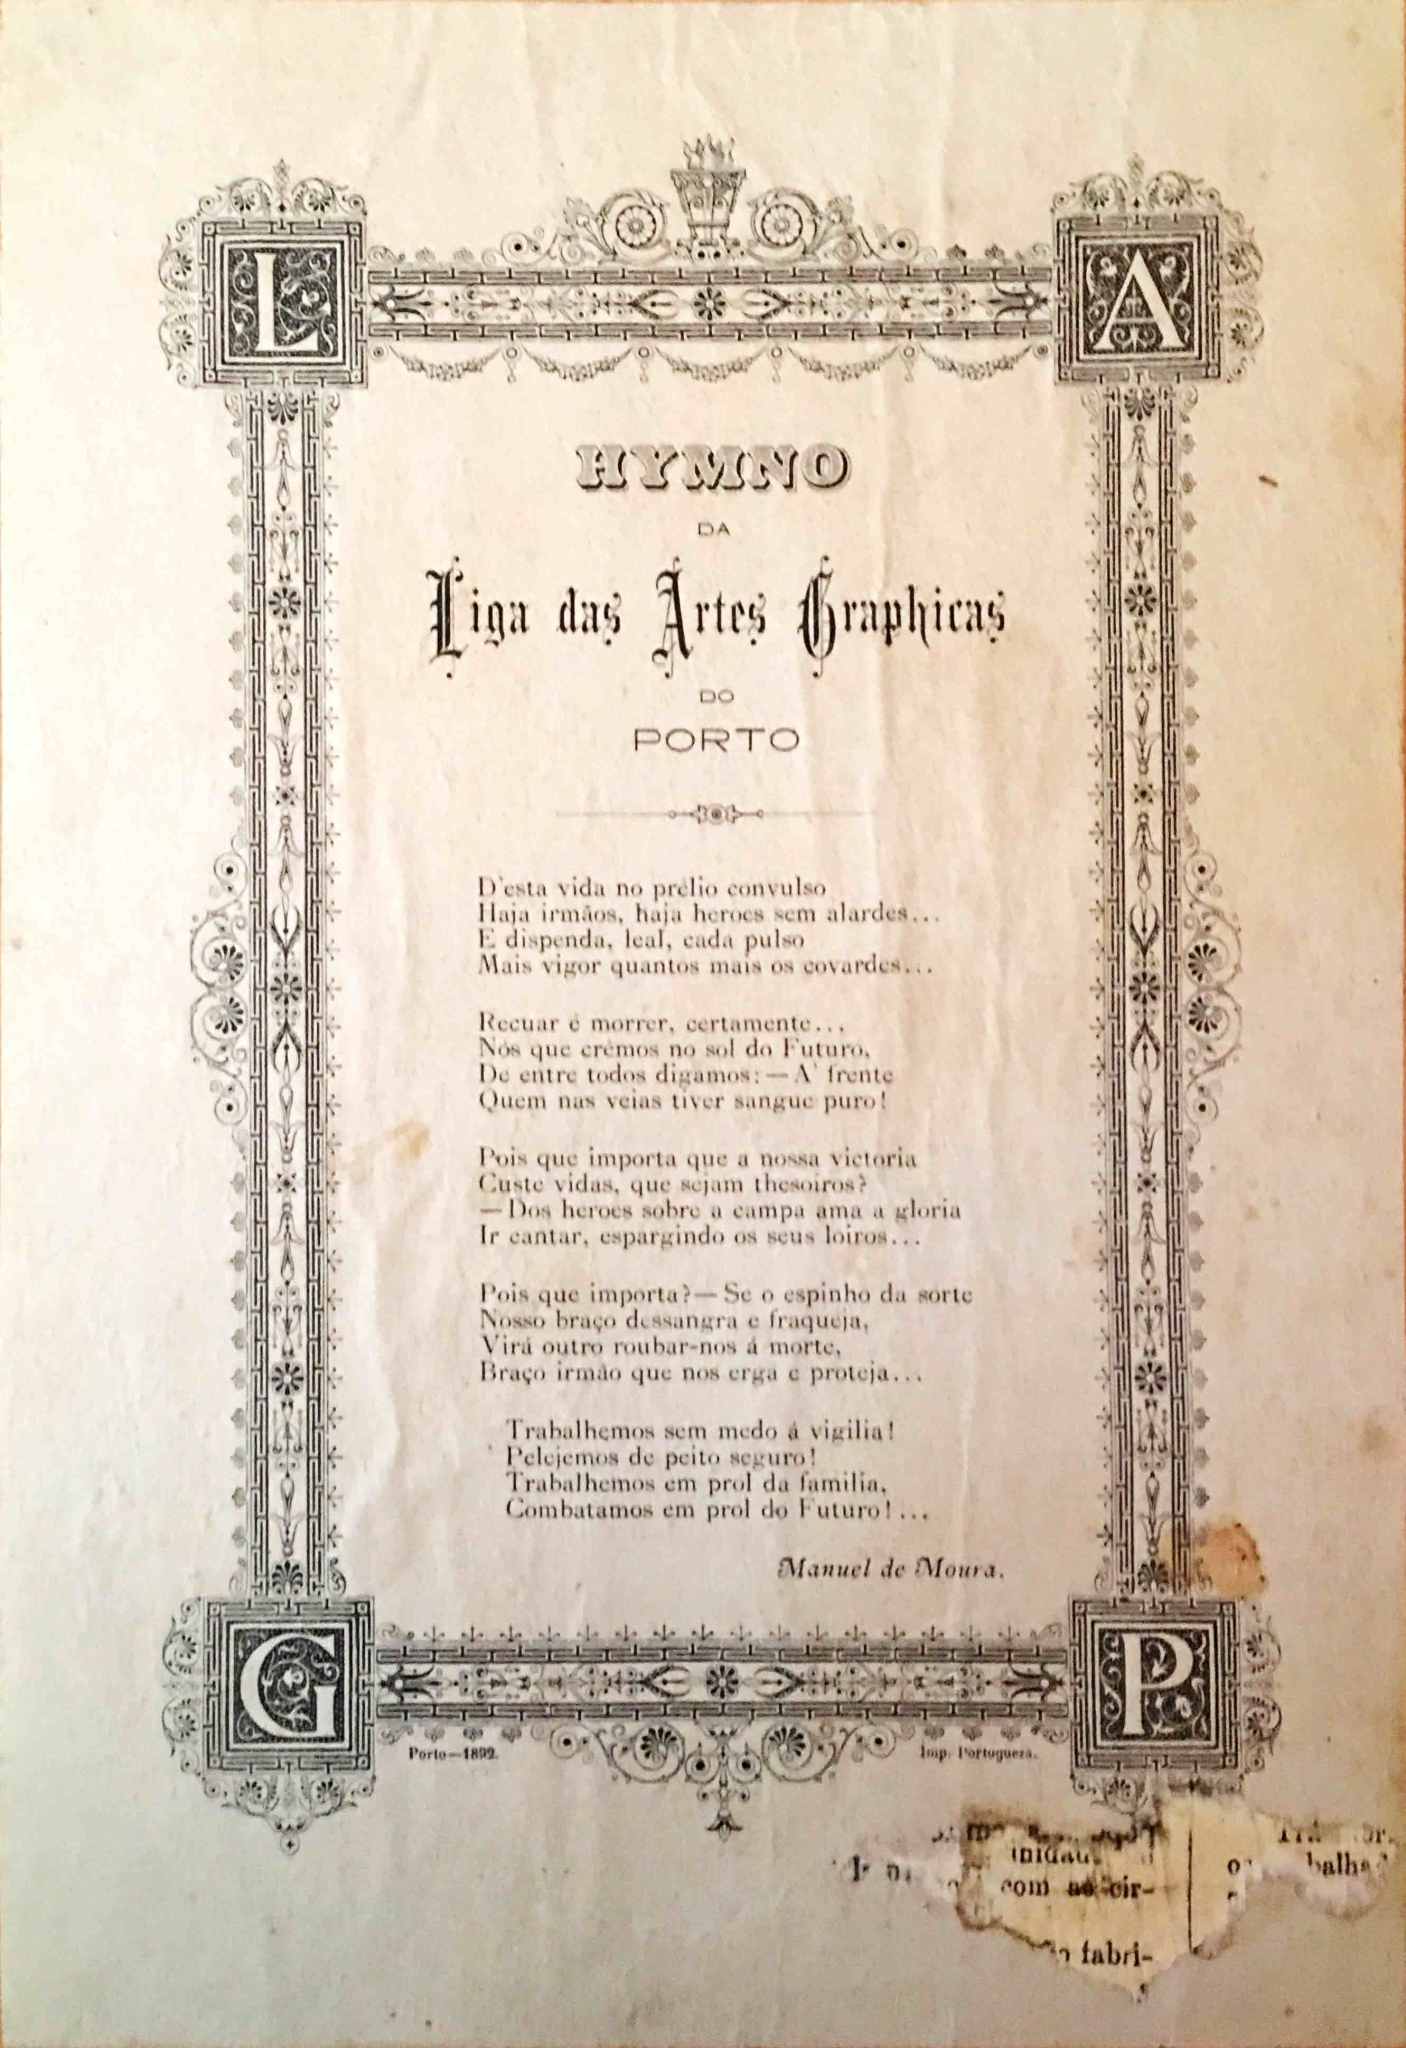 L A
HYMNO
DA
Liga das Artes Graphicas
DO
PORTO
D'esta vida no prélio convulso
Haja irmãos, haja heroes sem alardes...
E dispenda, leal, cada pulso
Mais vigor quantos mais os covardes...
Recuar é morrer, certamente...
Nós que crêmos no sol do Futuro,
De entre todos digamos: — A' frente
Quem nas veias tiver sangue puro!
Pois que importa que a nossa victoria
Custe vidas, que sejam thesoiros?
— Dos heroes sobre a campa ama a gloria
Ir cantar, espargindo os seus loiros...
Pois que importa? — Se o espinho da sorte
Nosso braço dessangra e fraqueja,
Virá outro roubar-nos á morte,
Braço irmão que nos erga e proteja...
Trabalhemos sem medo á vigilia!
Pelejemos de peito seguro!
Trabalhemos em prol da familia,
Combatamos em prol do Futuro!...
Manuel de Moura.
G P
Porto—1892. Imp. Portugueza.
com as cir-
fabri-